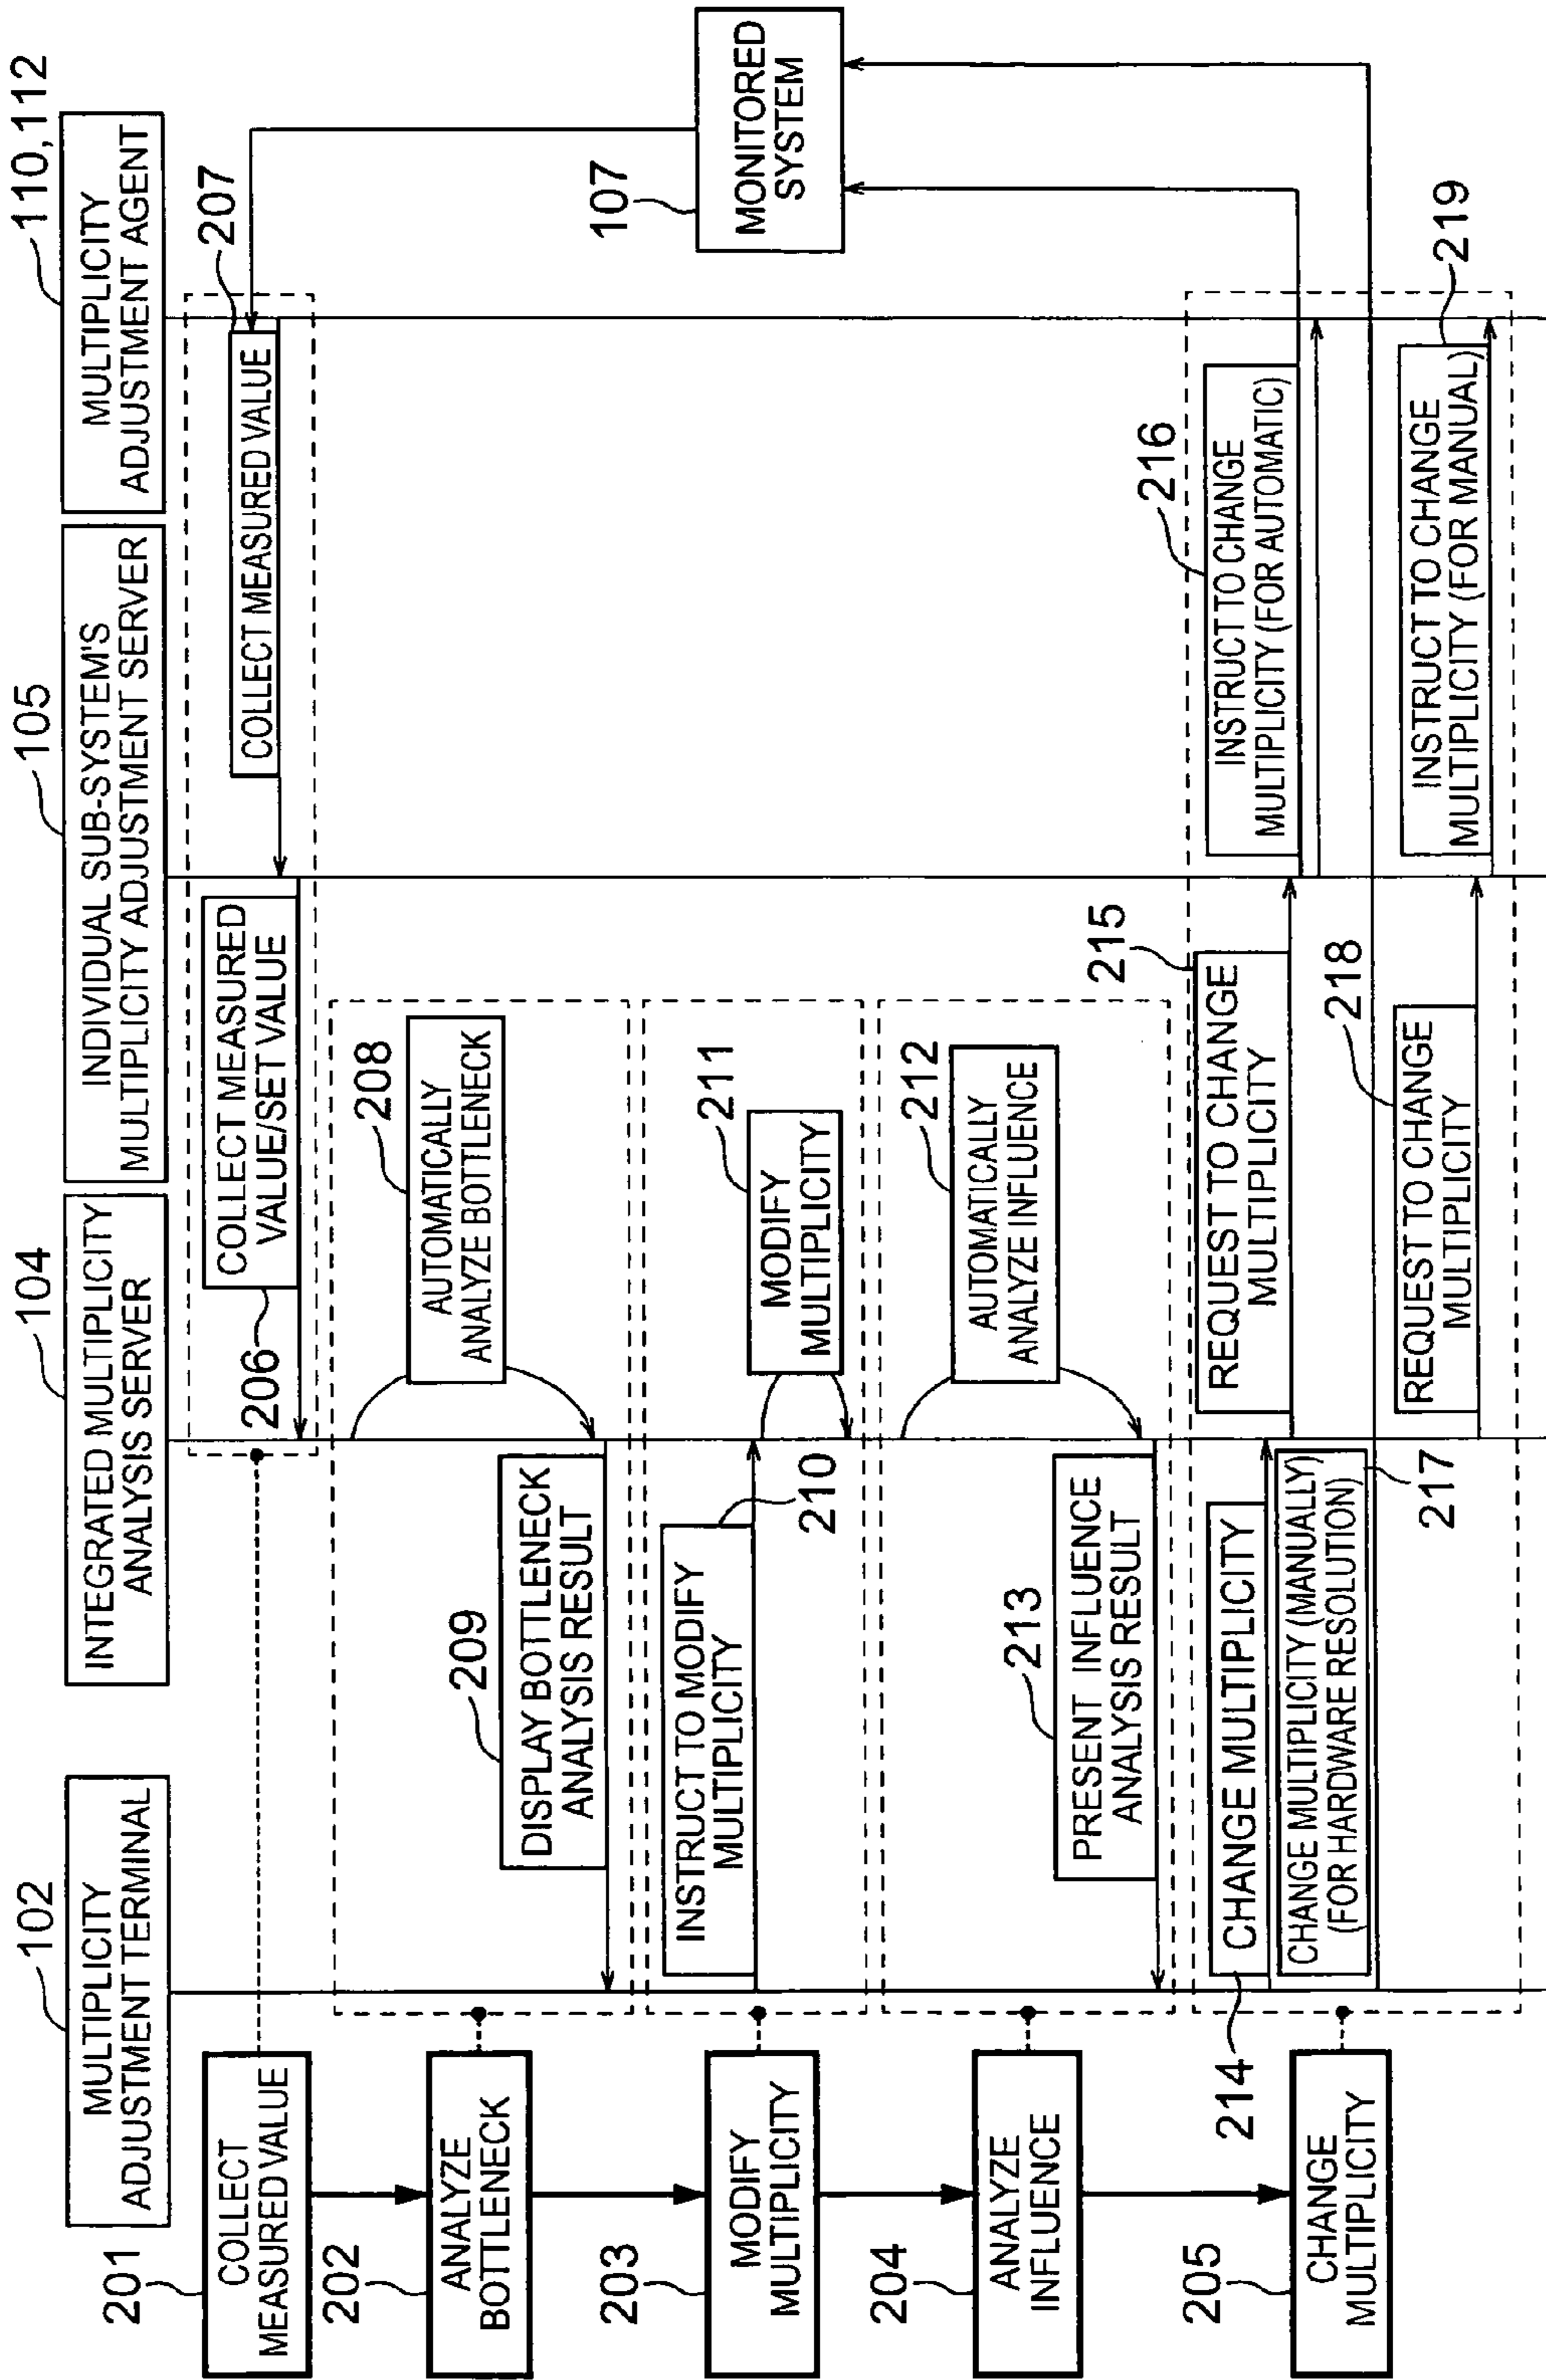 102
MULTIPLICITY
ADJUSTMENT TERMINAL
104
INTEGRATED MULTIPLICITY
ANALYSIS SERVER
105
INDIVIDUAL SUB-SYSTEM'S
MULTIPLICITY ADJUSTMENT SERVER
110,112
MULTIPLICITY
ADJUSTMENT AGENT
201
COLLECT
MEASURED VALUE
206
COLLECT MEASURED
VALUE/SET VALUE
207
COLLECT MEASURED VALUE
202
ANALYZE
BOTTLENECK
208
AUTOMATICALLY
ANALYZE BOTTLENECK
209
DISPLAY BOTTLENECK
ANALYSIS RESULT
203
MODIFY
MULTIPLICITY
210
INSTRUCT TO MODIFY
MULTIPLICITY
211
MODIFY
MULTIPLICITY
107
MONITORED
SYSTEM
204
ANALYZE
INFLUENCE
212
AUTOMATICALLY
ANALYZE INFLUENCE
213
PRESENT INFLUENCE
ANALYSIS RESULT
205
CHANGE
MULTIPLICITY
214
CHANGE MULTIPLICITY
215
REQUEST TO CHANGE
MULTIPLICITY
216
INSTRUCT TO CHANGE
MULTIPLICITY (FOR AUTOMATIC)
CHANGE MULTIPLICITY (MANUALLY)
(FOR HARDWARE RESOLUTION)
217
218
REQUEST TO CHANGE
MULTIPLICITY
219
INSTRUCT TO CHANGE
MULTIPLICITY (FOR MANUAL)